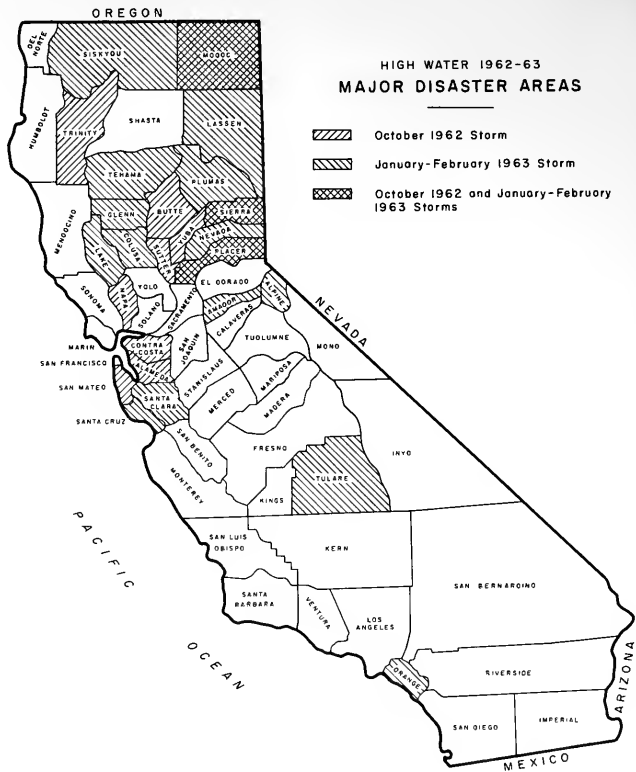 OREGON
HIGH WATER 1962-63
MAJOR DISASTER AREAS
October 1962 Storm
January-February 1963 Storm
October 1962 and January-February
1963 Storms
DEL
NORTE
SISKIYOU
MODOC
HUMBOLDT
TRINITY
SHASTA
LASSEN
TEHAMA
PLUMAS
MENDOCINO
GLENN
BUTTE
SIERRA
YUBA
NEVADA
LAKE
COLUSA
SUTTER
PLACER
SONOMA
NAPA
YOLO
EL DORADO
SOLANO
SACRAMENTO
AMADOR
ALPINE
NEVADA
MARIN
CONTRA
COSTA
SAN
JOAQUIN
CALAVERAS
TUOLUMNE
MONO
SAN FRANCISCO
ALAMEDA
STANISLAUS
MARIPOSA
SAN MATEO
SANTA
CLARA
MERCED
MADERA
SANTA CRUZ
SAN BENITO
FRESNO
INYO
MONTEREY
KINGS
TULARE
PACIFIC
OCEAN
SAN LUIS
OBISPO
KERN
SAN BERNARDINO
SANTA
BARBARA
VENTURA
LOS
ANGELES
ORANGE
RIVERSIDE
SAN DIEGO
IMPERIAL
ARIZONA
MEXICO